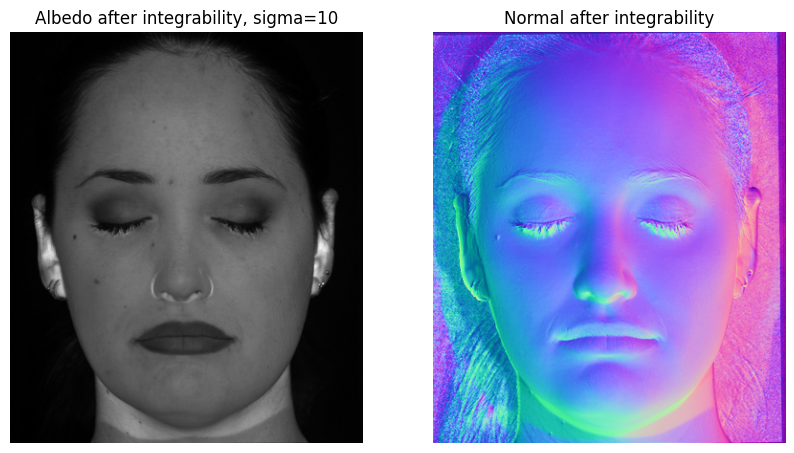 Albedo after integrability, sigma=10
Normal after integrability